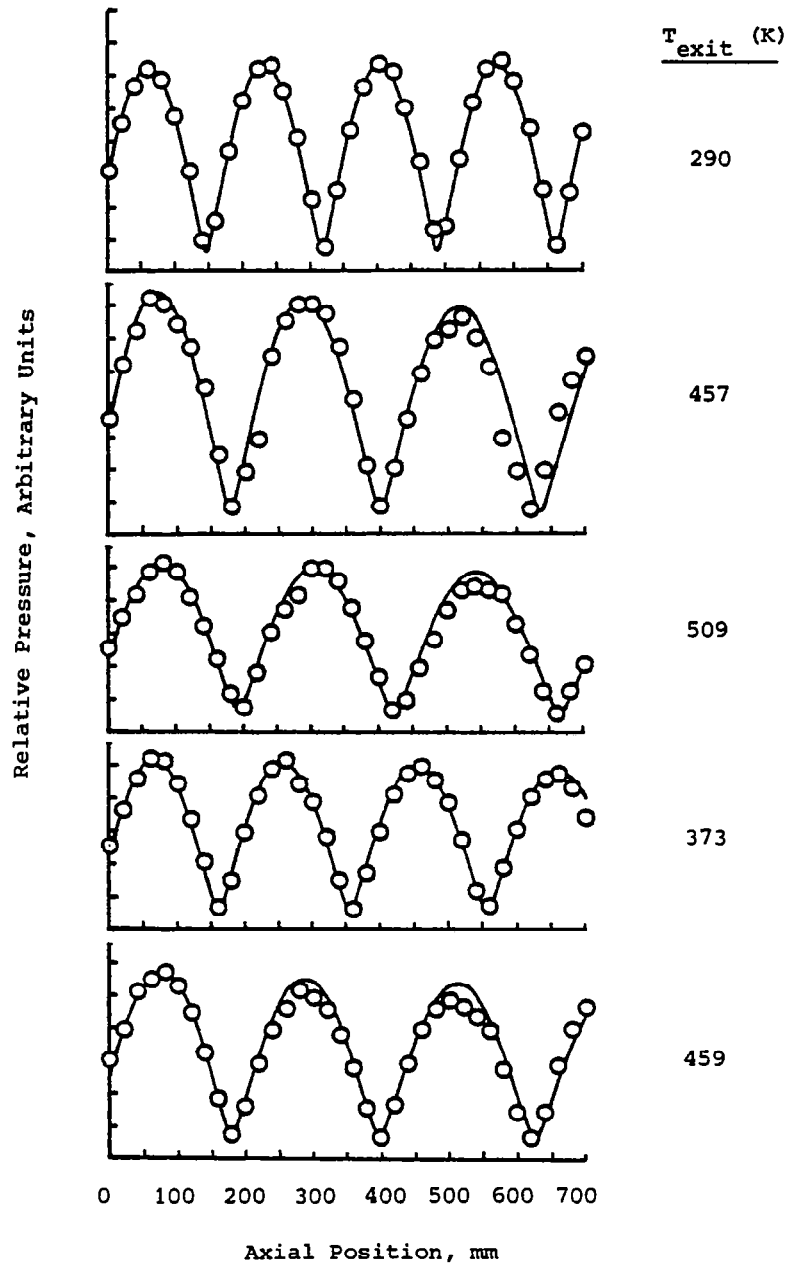 T_exit (K)
290
457
509
373
459
Relative Pressure, Arbitrary Units
0 100 200 300 400 500 600 700
Axial Position, mm